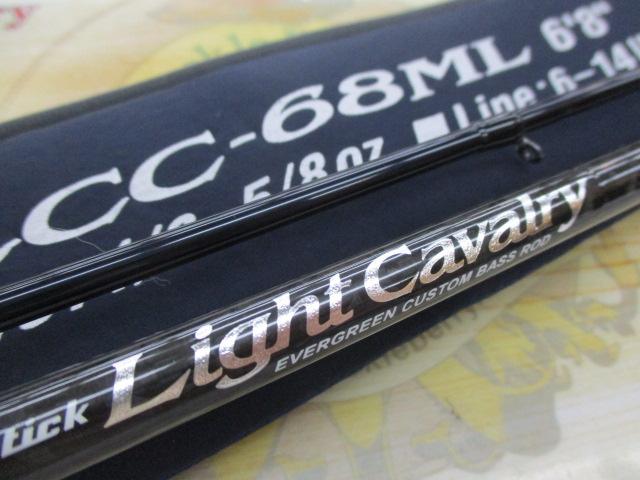 CC-68ML 6'8"
5/8oz ■Line:6-14
tick Light Cavalry
EVERGREEN CUSTOM BASS ROD